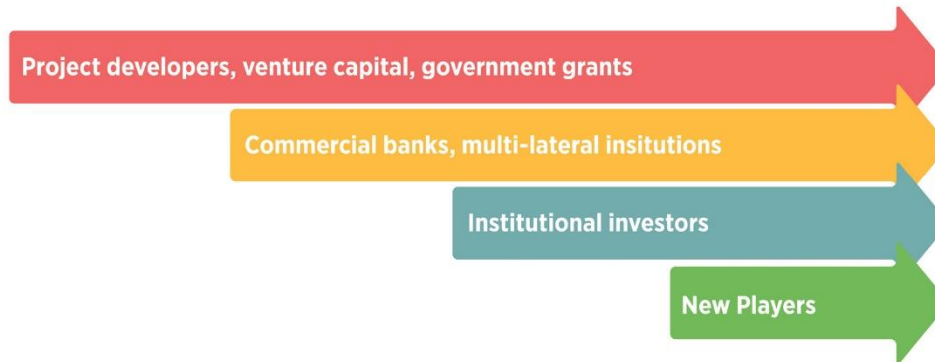 Project developers, venture capital, government grants
Commercial banks, multi-lateral insitutions
Institutional investors
New Players